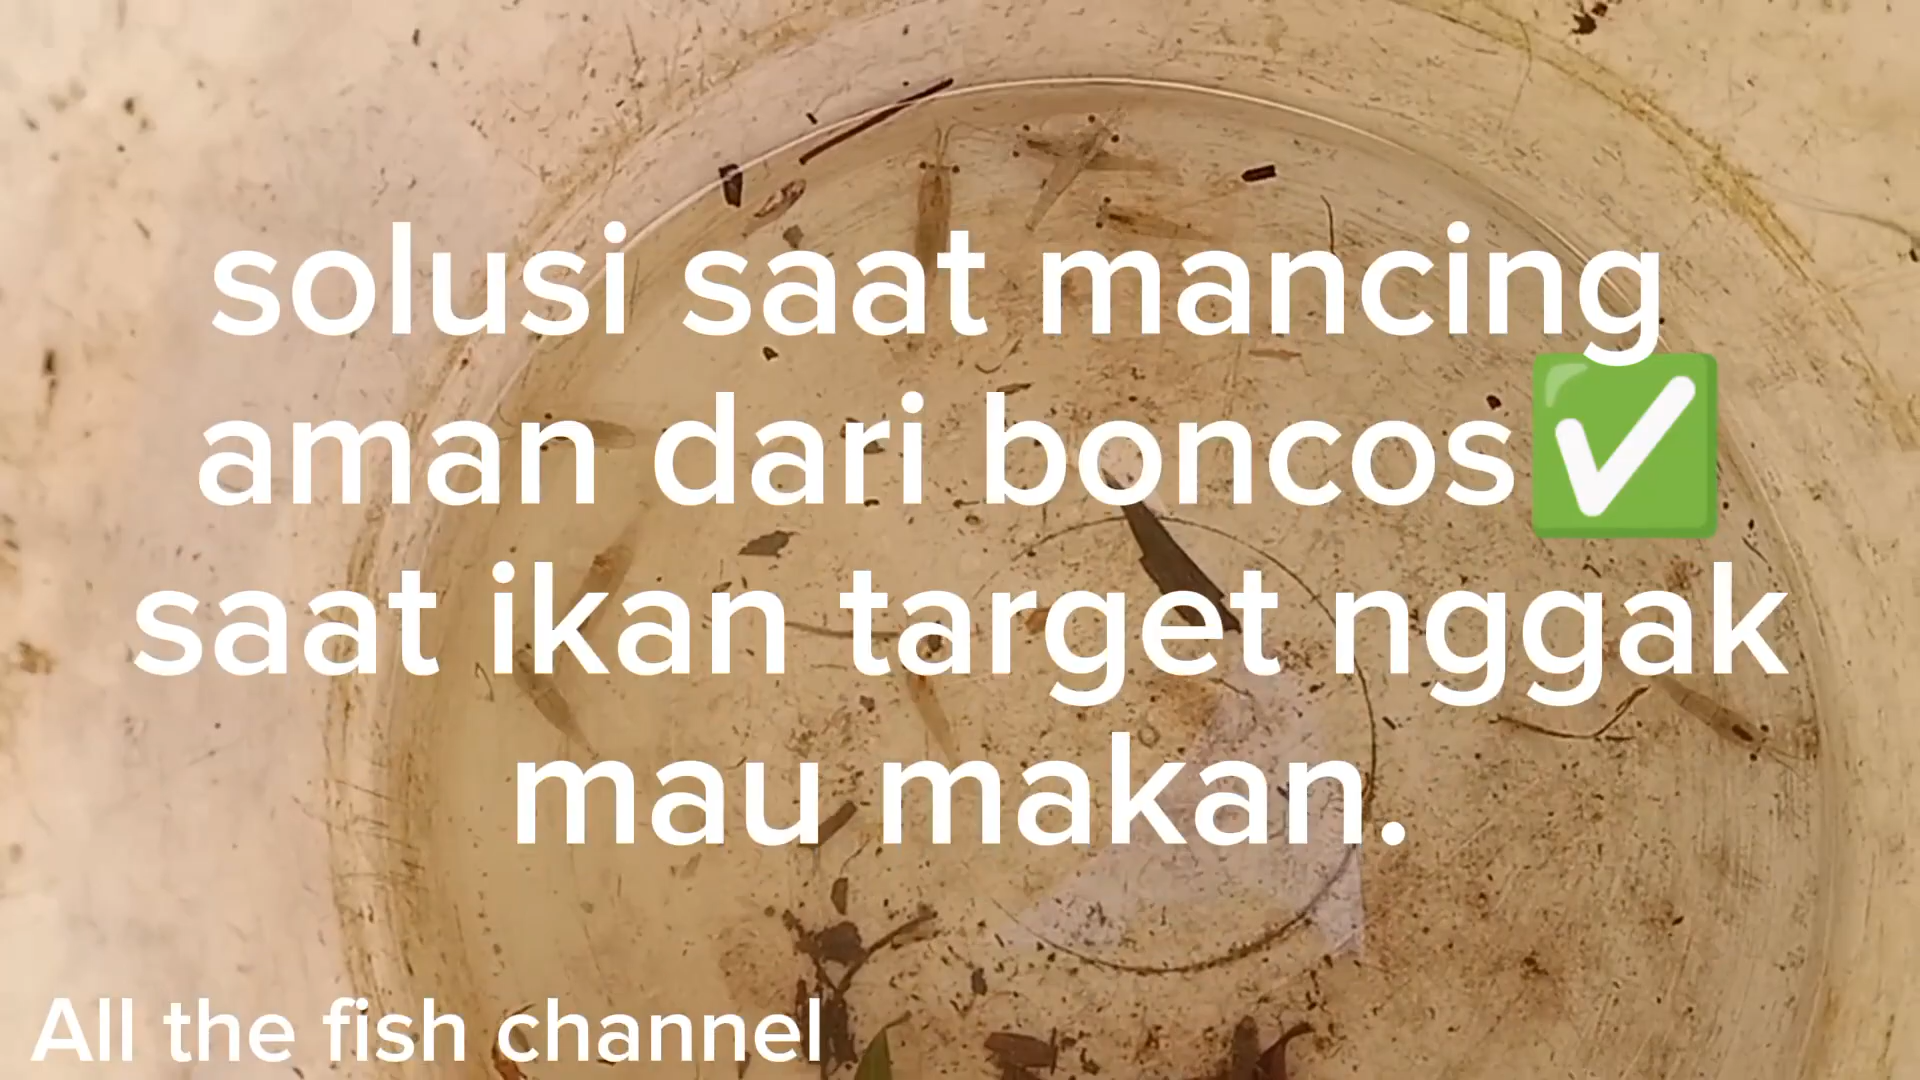 solusi saat mancing
aman dari boncos✅
saat ikan target nggak
mau makan.
All the fish channel